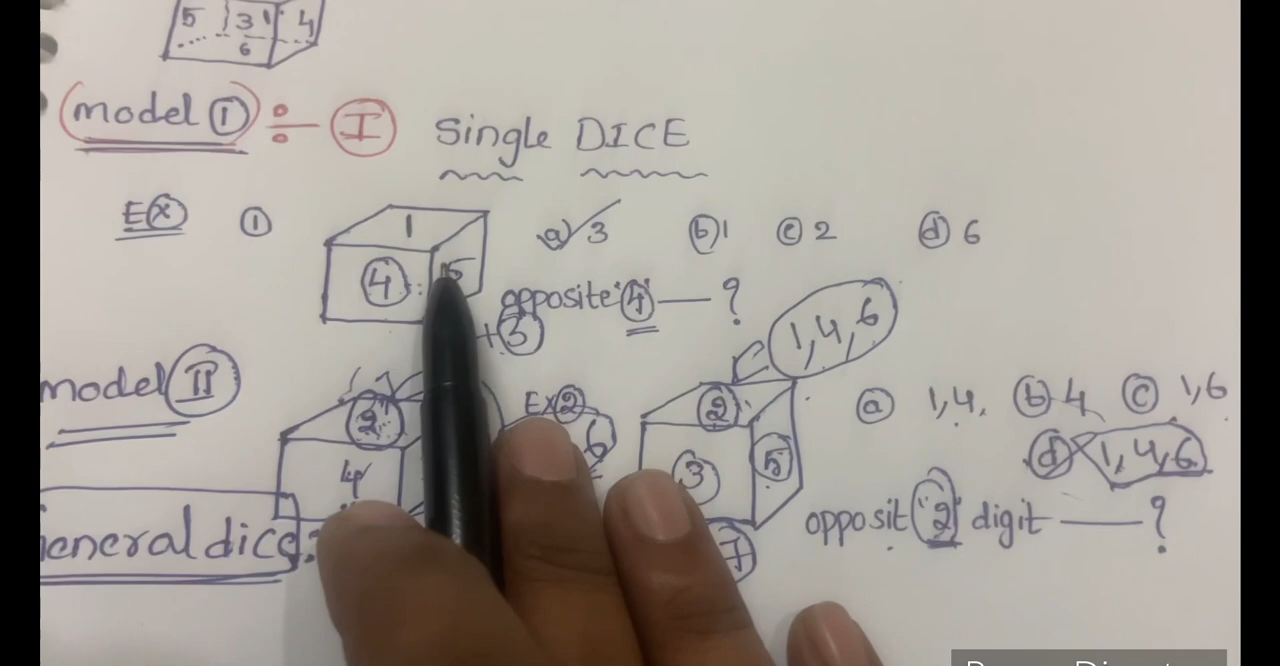 5 3 4
6
(model ①) ÷ Ⓘ Single DICE
Ex ① 1 4 5 a) 3 b) 1 c) 2 d) 6
opposite "4" — ?
+3
model Ⅱ
1, 4, 6
2 4 Ex ② 6 2 3 5 7
a 1,4. b 4 c 1,6
d 1,4,6
opposit "2" digit — ?
eneral dice: